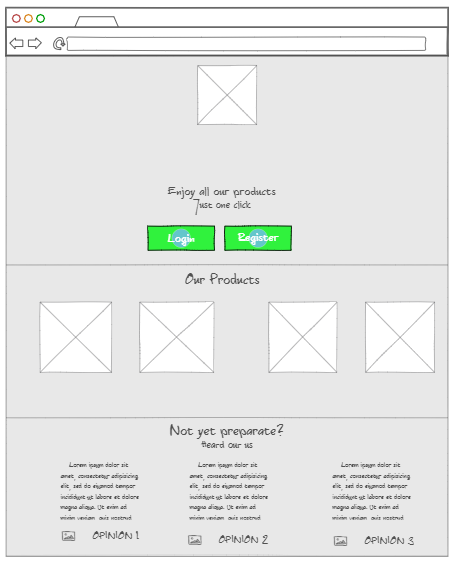 Enjoy all our products
Just one click
Login
Register
Our Products
Not yet preparate?
Heard our us
Lorem ipsum dolor sit
amet, consectetur adipiscing
elit, sed do eiusmod tempor
incididunt ut labore et dolore
magna aliqua. Ut enim ad
minim veniam, quis nostrud
OPINION 1
Lorem ipsum dolor sit
amet, consectetur adipiscing
elit, sed do eiusmod tempor
incididunt ut labore et dolore
magna aliqua. Ut enim ad
minim veniam, quis nostrud
OPINION 2
Lorem ipsum dolor sit
amet, consectetur adipiscing
elit, sed do eiusmod tempor
incididunt ut labore et dolore
magna aliqua. Ut enim ad
minim veniam, quis nostrud
OPINION 3